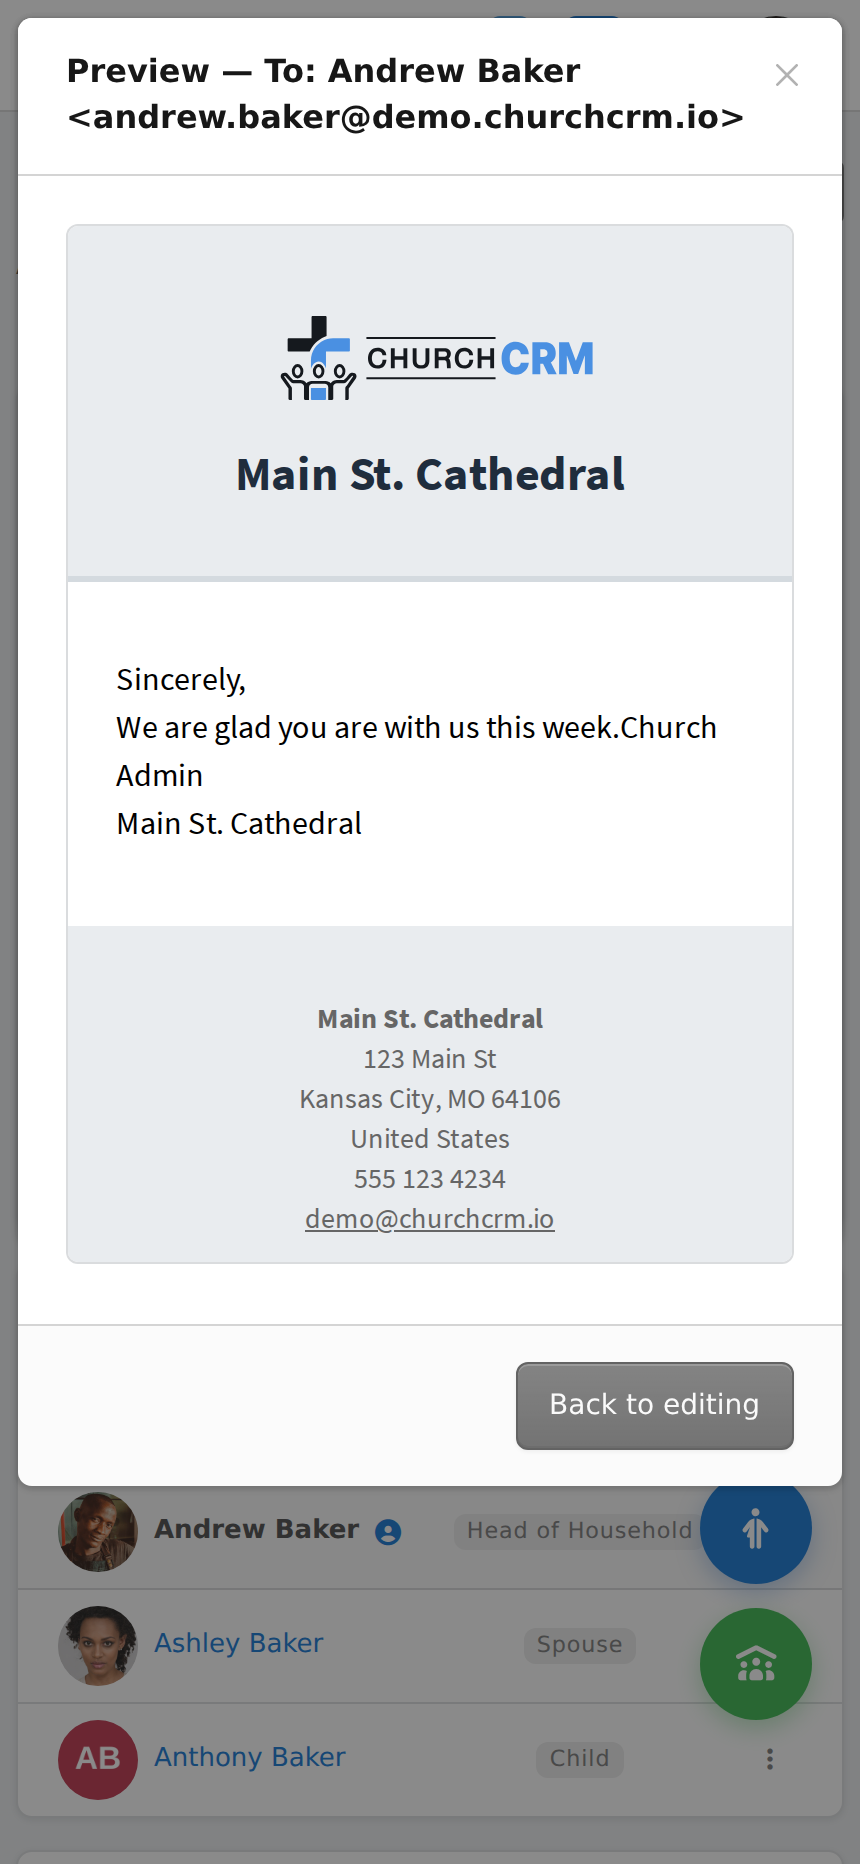 Preview — To: Andrew Baker
<andrew.baker@demo.churchcrm.io>
CHURCH CRM
Main St. Cathedral
Sincerely,
We are glad you are with us this week.Church
Admin
Main St. Cathedral
Main St. Cathedral
123 Main St
Kansas City, MO 64106
United States
555 123 4234
demo@churchcrm.io
Back to editing
Andrew Baker Head of Household
Ashley Baker Spouse
AB Anthony Baker Child